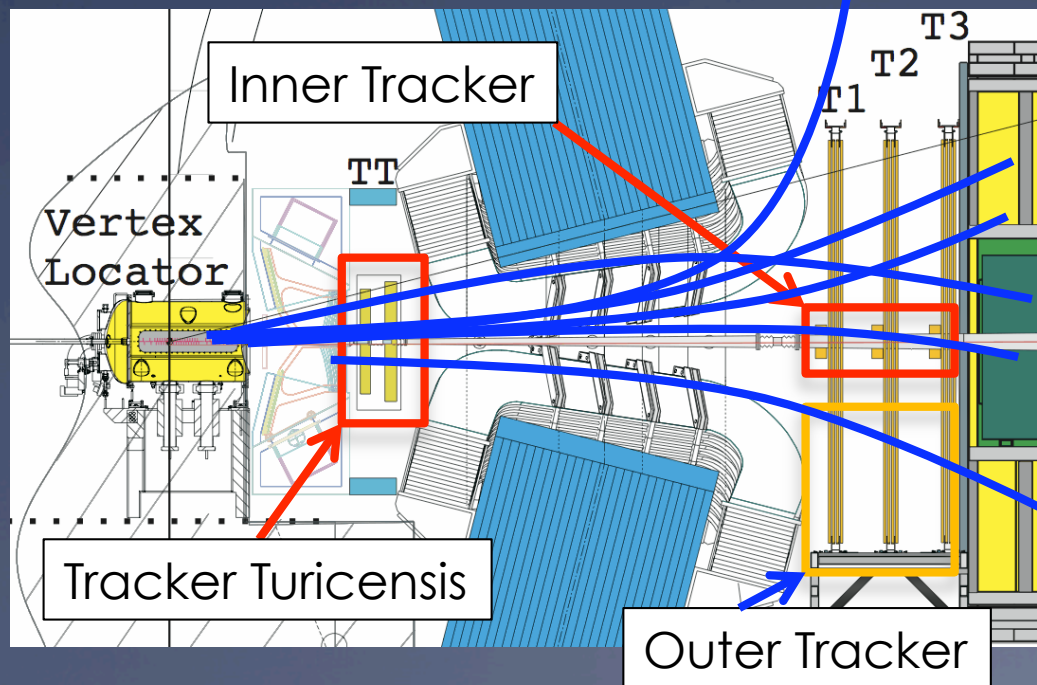 T3
T2
Inner Tracker
T1
TT
Vertex
Locator
Tracker Turicensis
Outer Tracker